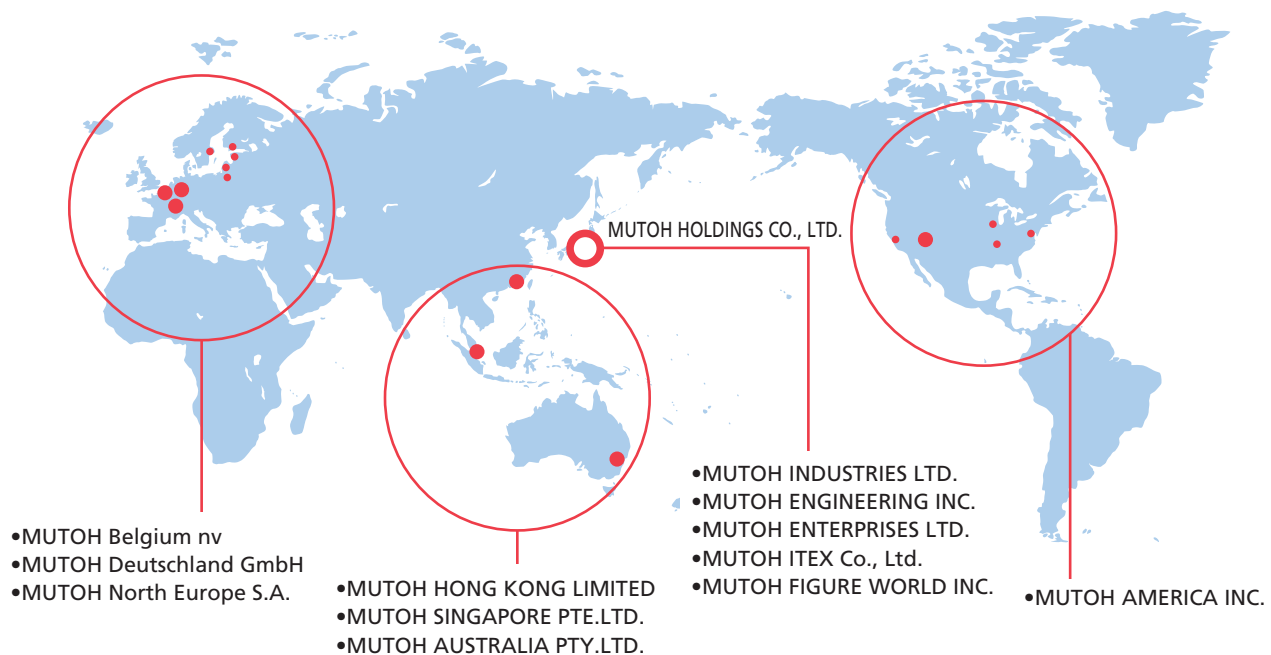 MUTOH HOLDINGS CO., LTD.
•MUTOH Belgium nv
•MUTOH Deutschland GmbH
•MUTOH North Europe S.A.
•MUTOH HONG KONG LIMITED
•MUTOH SINGAPORE PTE.LTD.
•MUTOH AUSTRALIA PTY.LTD.
•MUTOH INDUSTRIES LTD.
•MUTOH ENGINEERING INC.
•MUTOH ENTERPRISES LTD.
•MUTOH ITEX Co., Ltd.
•MUTOH FIGURE WORLD INC.
•MUTOH AMERICA INC.